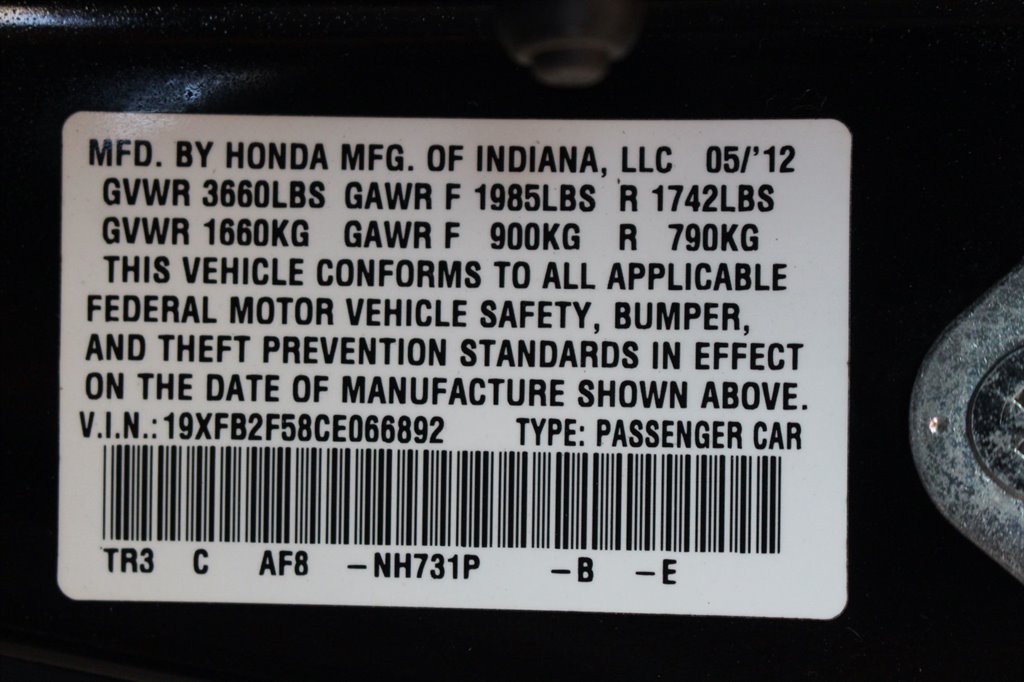 MFD. BY HONDA MFG. OF INDIANA, LLC 05/'12
GVWR 3660LBS GAWR F 1985LBS R 1742LBS
GVWR 1660KG GAWR F 900KG R 790KG
THIS VEHICLE CONFORMS TO ALL APPLICABLE
FEDERAL MOTOR VEHICLE SAFETY, BUMPER,
AND THEFT PREVENTION STANDARDS IN EFFECT
ON THE DATE OF MANUFACTURE SHOWN ABOVE.
V.I.N.: 19XFB2F58CE066892 TYPE: PASSENGER CAR
TR3 C AF8 -NH731P -B -E